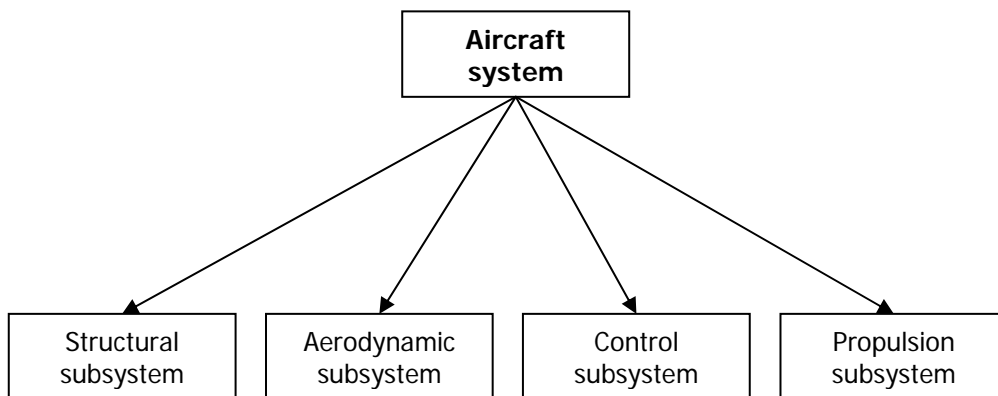 Aircraft
system
Structural
subsystem
Aerodynamic
subsystem
Control
subsystem
Propulsion
subsystem